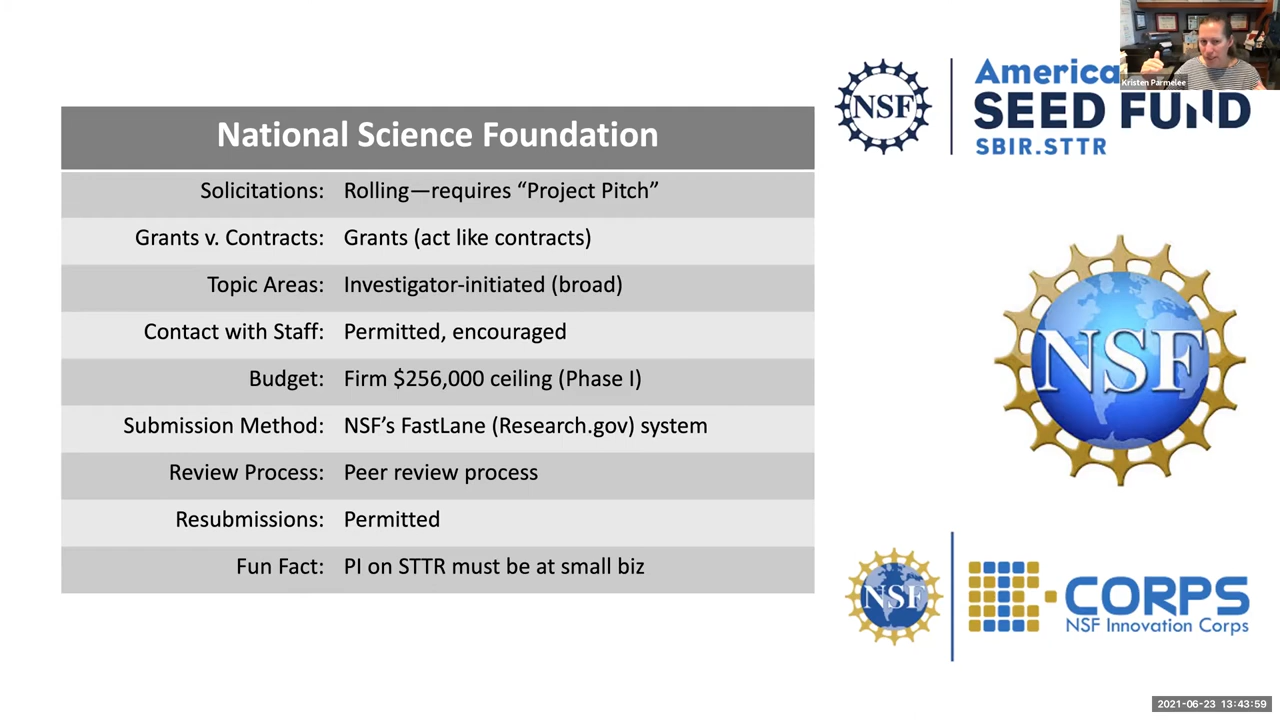 National Science Foundation
Solicitations: Rolling—requires “Project Pitch”
Grants v. Contracts: Grants (act like contracts)
Topic Areas: Investigator-initiated (broad)
Contact with Staff: Permitted, encouraged
Budget: Firm $256,000 ceiling (Phase I)
Submission Method: NSF’s FastLane (Research.gov) system
Review Process: Peer review process
Resubmissions: Permitted
Fun Fact: PI on STTR must be at small biz
NSF
America
SEED FUND
SBIR.STTR
Kristen Parmelee
NSF
NSF
I-CORPS
NSF Innovation Corps
2021-06-23 13:43:59